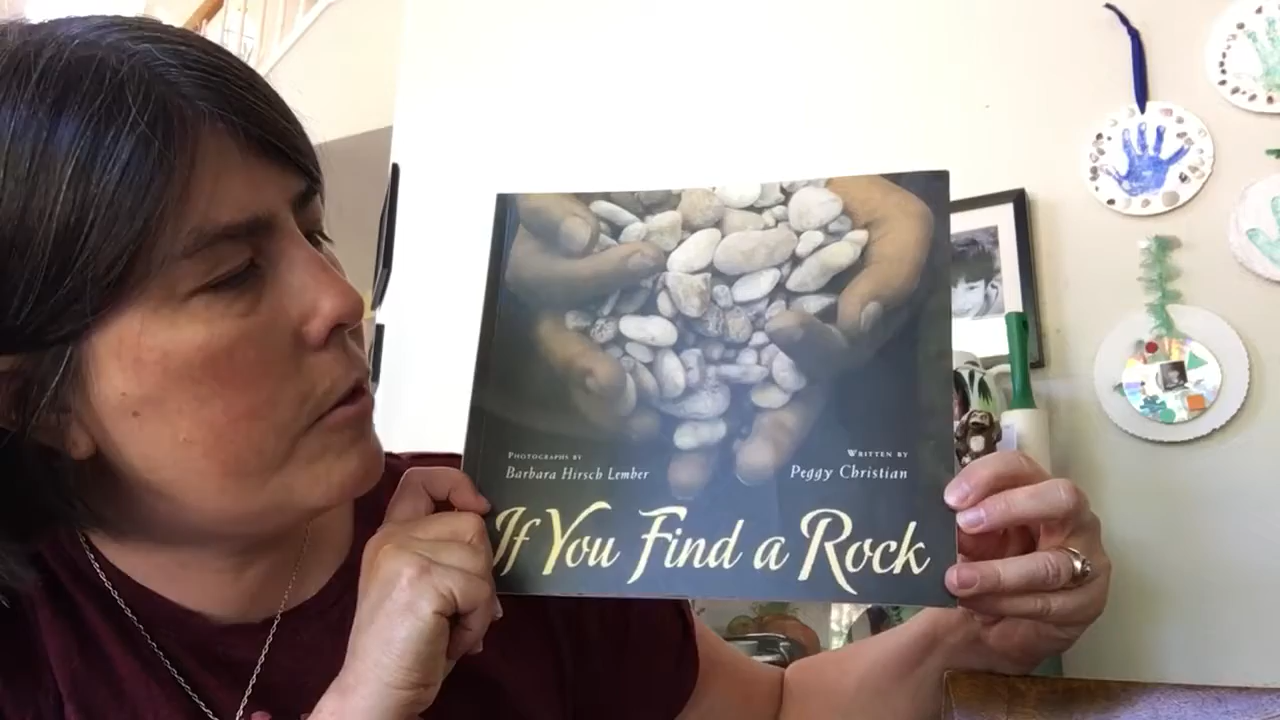 Photographs by
Barbara Hirsch Lember
Written by
Peggy Christian
If You Find a Rock